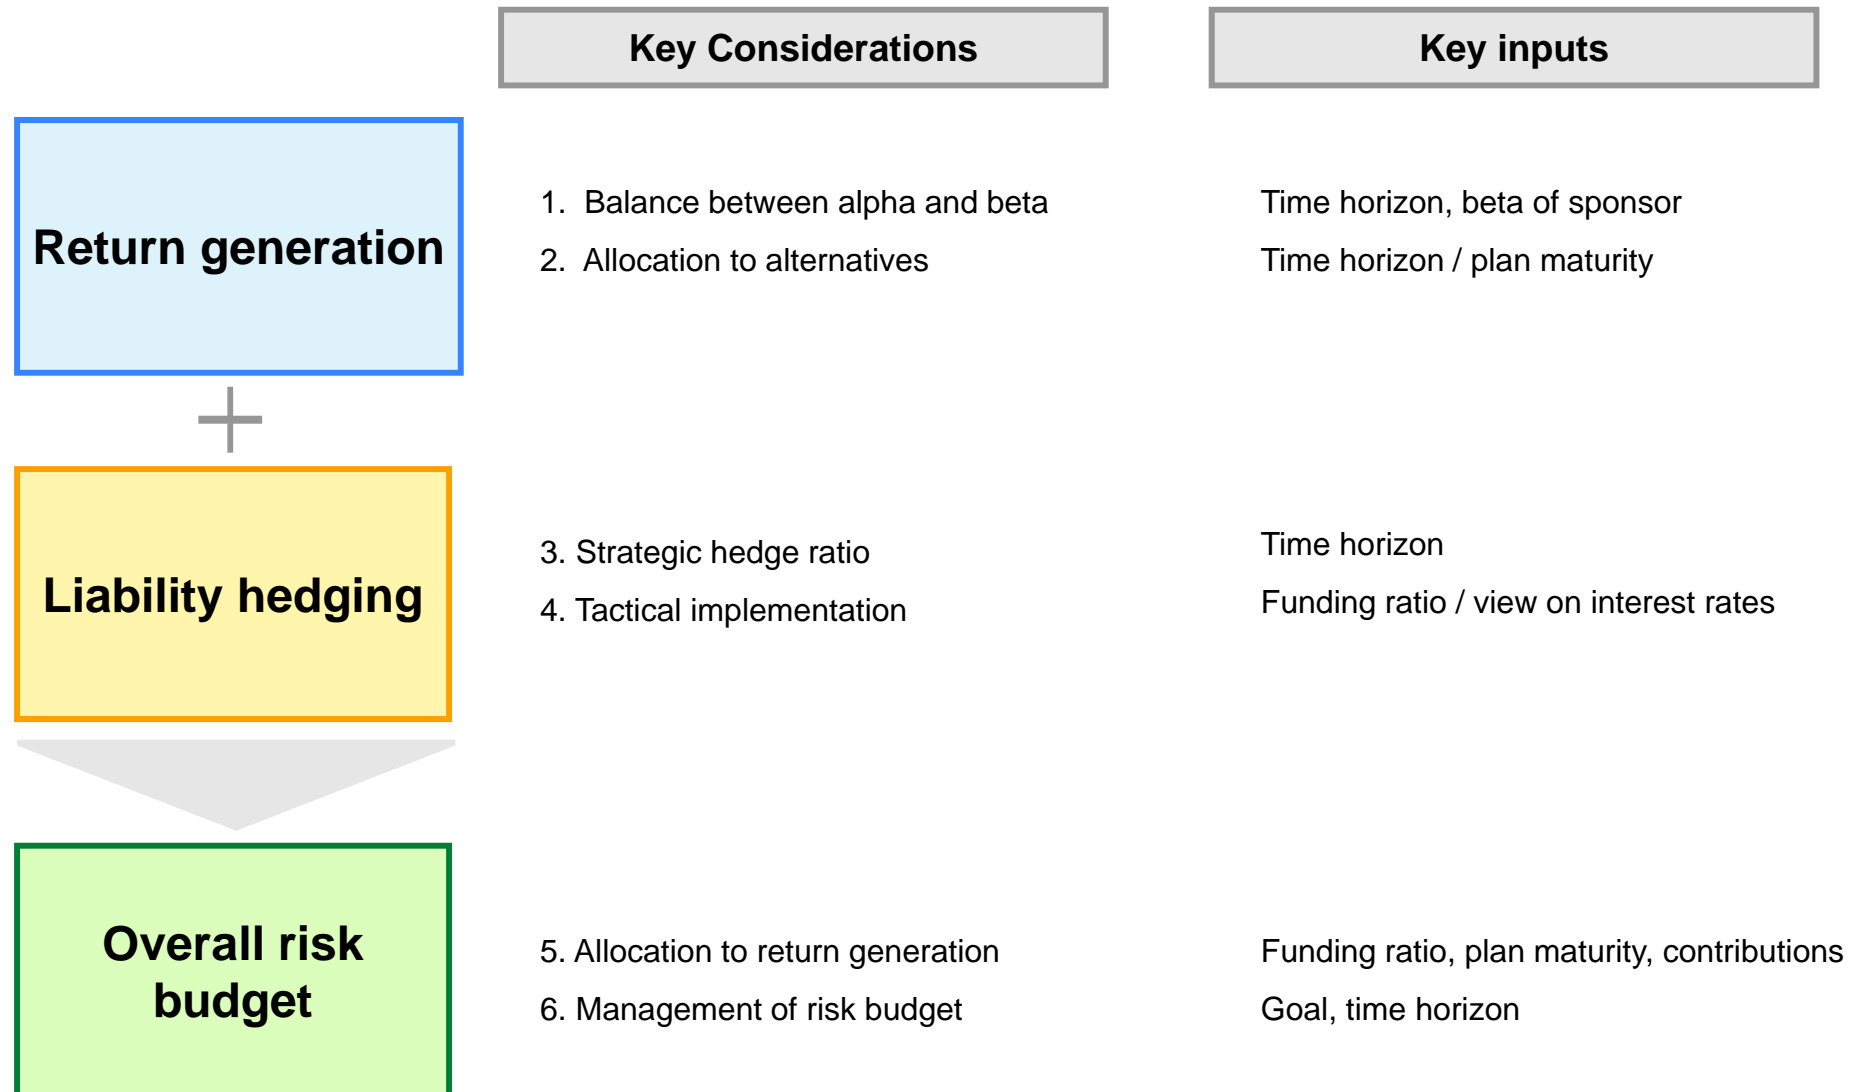 Key Considerations
Key inputs
Return generation
1. Balance between alpha and beta
Time horizon, beta of sponsor
2. Allocation to alternatives
Time horizon / plan maturity
Liability hedging
3. Strategic hedge ratio
Time horizon
4. Tactical implementation
Funding ratio / view on interest rates
Overall risk
budget
5. Allocation to return generation
Funding ratio, plan maturity, contributions
6. Management of risk budget
Goal, time horizon